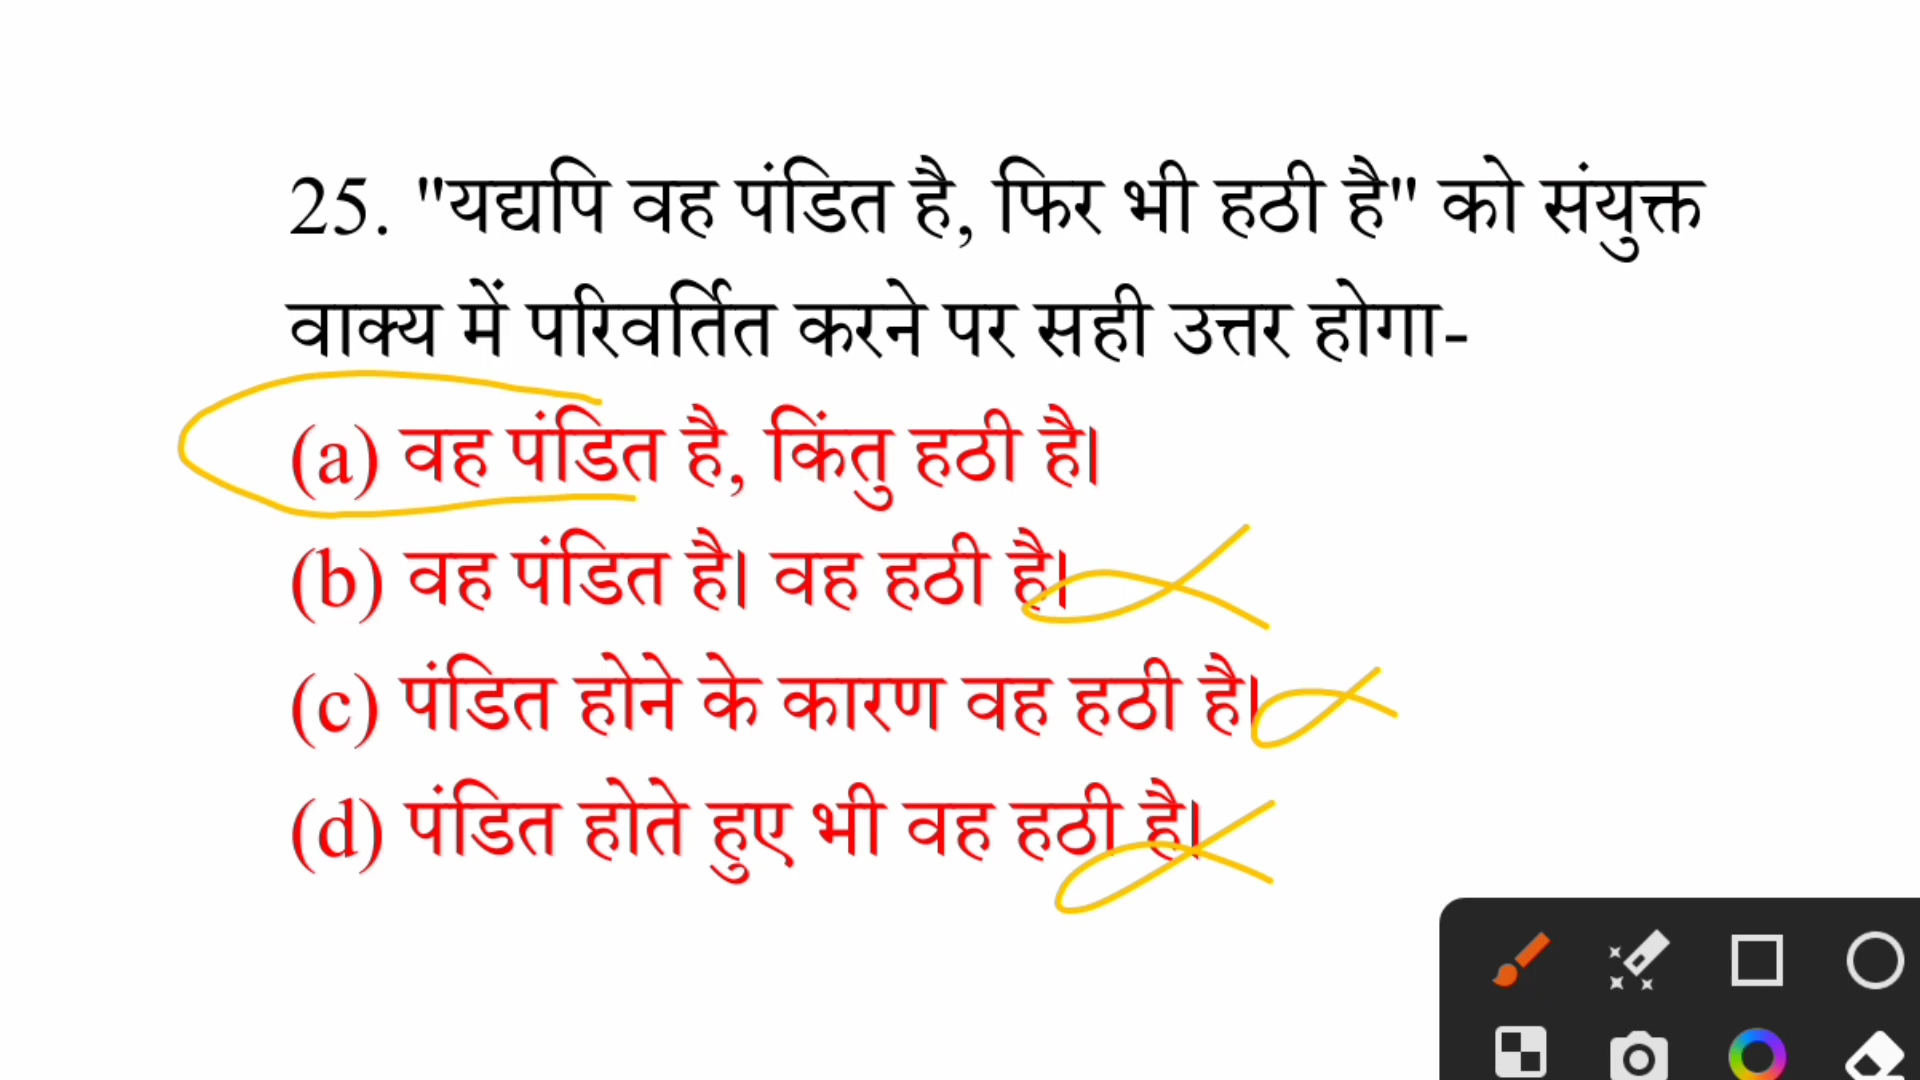 25. "यद्यपि वह पंडित है, फिर भी हठी है" को संयुक्त
वाक्य में परिवर्तित करने पर सही उत्तर होगा-
(a) वह पंडित है, किंतु हठी है।
(b) वह पंडित है। वह हठी है।
(c) पंडित होने के कारण वह हठी है।
(d) पंडित होते हुए भी वह हठी है।